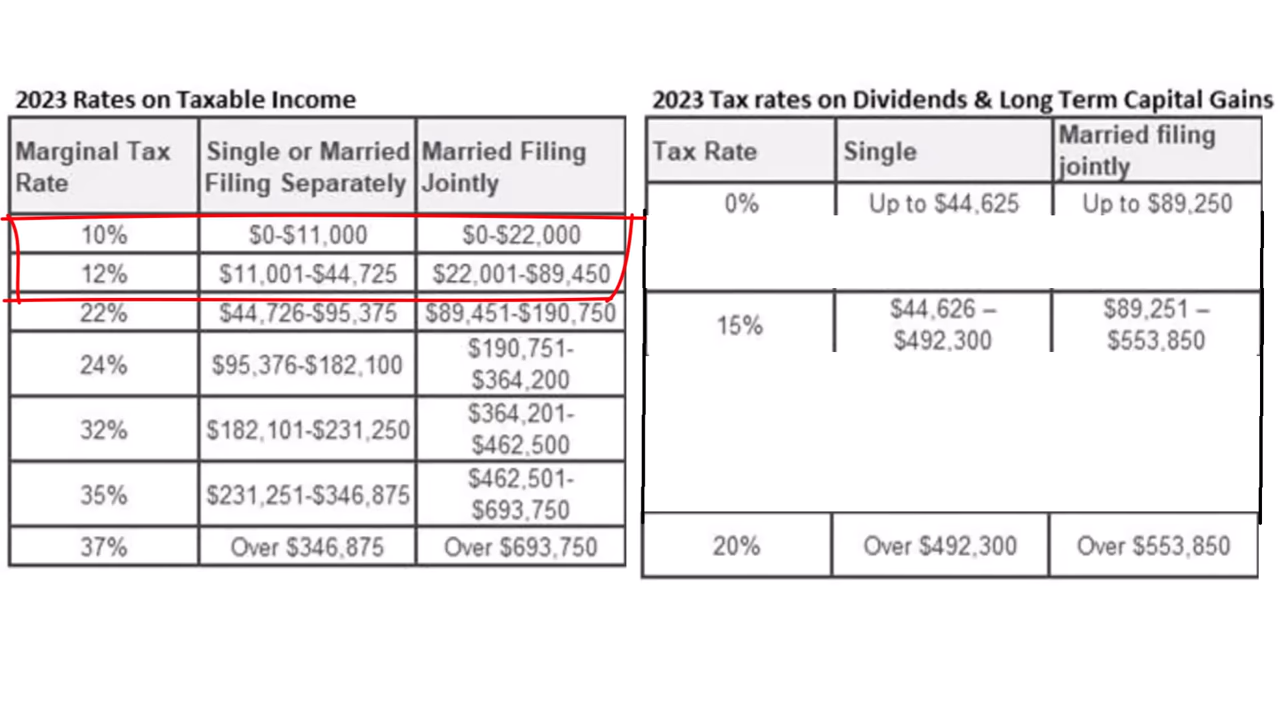 2023 Rates on Taxable Income
Marginal Tax Rate Single or Married Filing Separately Married Filing Jointly
10% $0-$11,000 $0-$22,000
12% $11,001-$44,725 $22,001-$89,450
22% $44,726-$95,375 $89,451-$190,750
24% $95,376-$182,100 $190,751-$364,200
32% $182,101-$231,250 $364,201-$462,500
35% $231,251-$346,875 $462,501-$693,750
37% Over $346,875 Over $693,750
2023 Tax rates on Dividends & Long Term Capital Gains
Tax Rate Single Married filing jointly
0% Up to $44,625 Up to $89,250
15% $44,626 – $492,300 $89,251 – $553,850
20% Over $492,300 Over $553,850